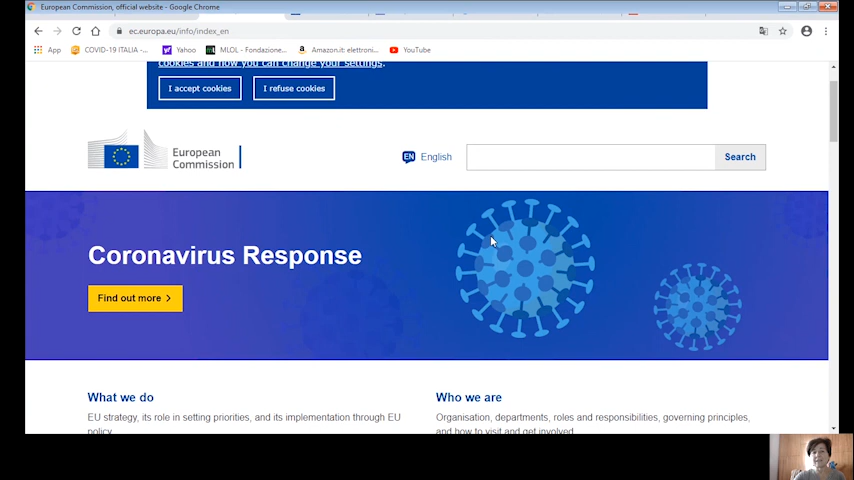 European Commission, official website - Google Chrome
ec.europa.eu/info/index_en
App
COVID-19 ITALIA -...
Yahoo
MLOL - Fondazione...
Amazon.it: elettroni...
YouTube
cookies and how you can change your settings.
I accept cookies
I refuse cookies
European
Commission
EN English
Search
Coronavirus Response
Find out more
What we do
Who we are
EU strategy, its role in setting priorities, and its implementation through EU
policy
Organisation, departments, roles and responsibilities, governing principles,
and how to visit and get involved